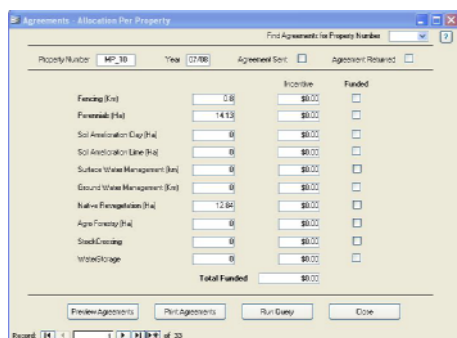 Agreements - Allocation Per Property
Find Agreements for Property Number
?
Property Number MP_10 Year 07/08 Agreement Sent Agreement Returned
Incentive Funded
Fencing (Km) 0.8 $0.00
Perennials (Ha) 14.13 $0.00
Soil Amelioration Clay (Ha) 0 $0.00
Soil Amelioration Lime (Ha) 0 $0.00
Surface Water Management (km) 0 $0.00
Ground Water Management (Km) 0 $0.00
Native Revegetation (Ha) 12.84 $0.00
Agro Forestry (Ha) 0 $0.00
StockCrossing 0 $0.00
WaterStorage 0 $0.00
Total Funded $0.00
Preview Agreements Print Agreements Run Query Close
Record: of 33